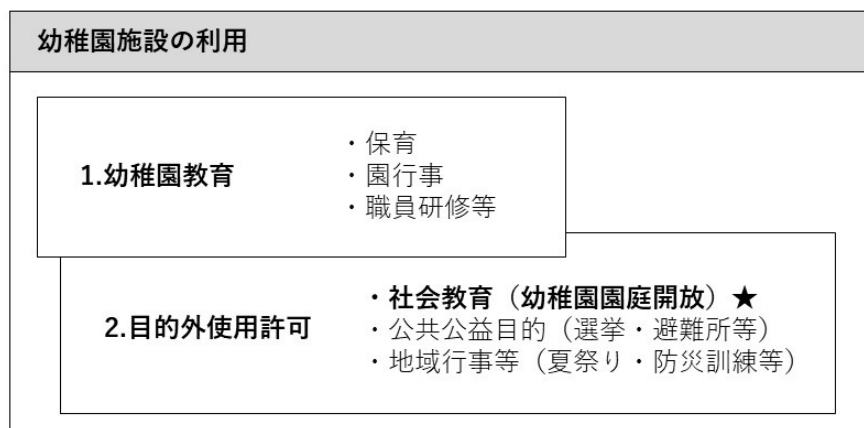 幼稚園施設の利用
1.幼稚園教育
・保育
・園行事
・職員研修等
2.目的外使用許可
・社会教育（幼稚園園庭開放）★
・公共公益目的（選挙・避難所等）
・地域行事等（夏祭り・防災訓練等）